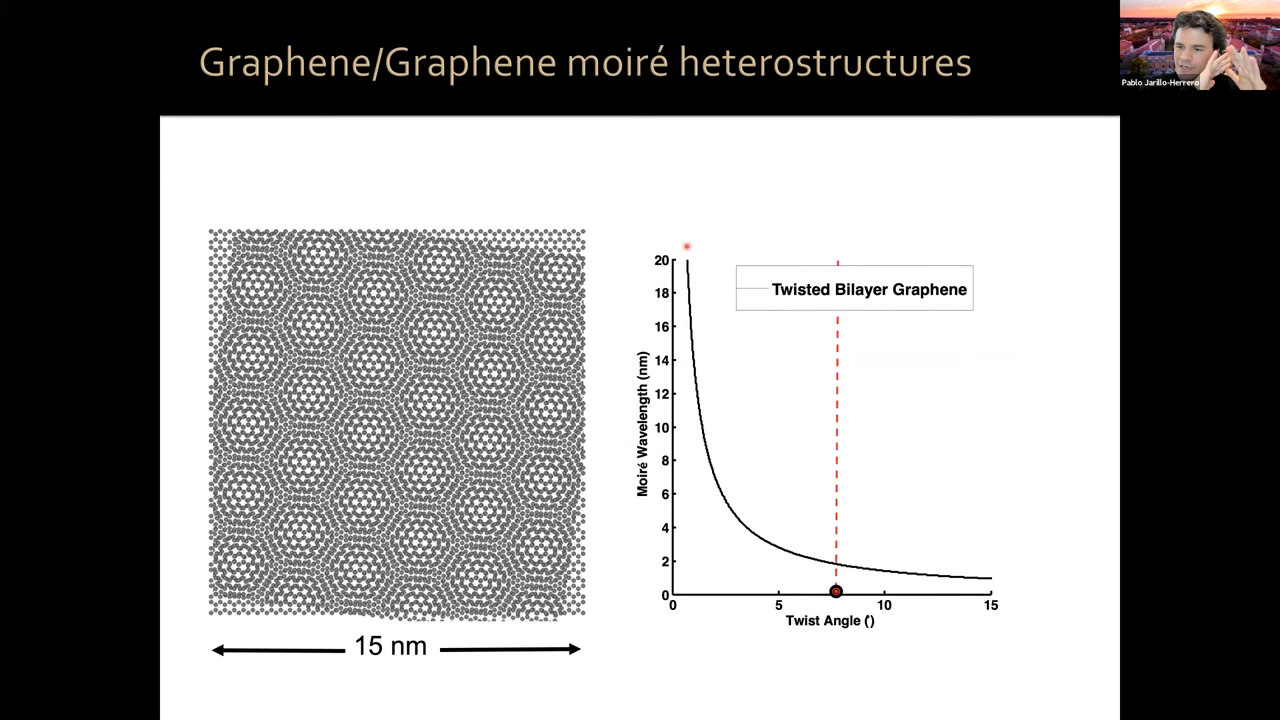 Graphene/Graphene moiré heterostructures
Pablo Jarillo-Herrero
15 nm
20
18
16
14
12
10
8
6
4
2
0
Moiré Wavelength (nm)
Twisted Bilayer Graphene
0 5 10 15
Twist Angle (°)